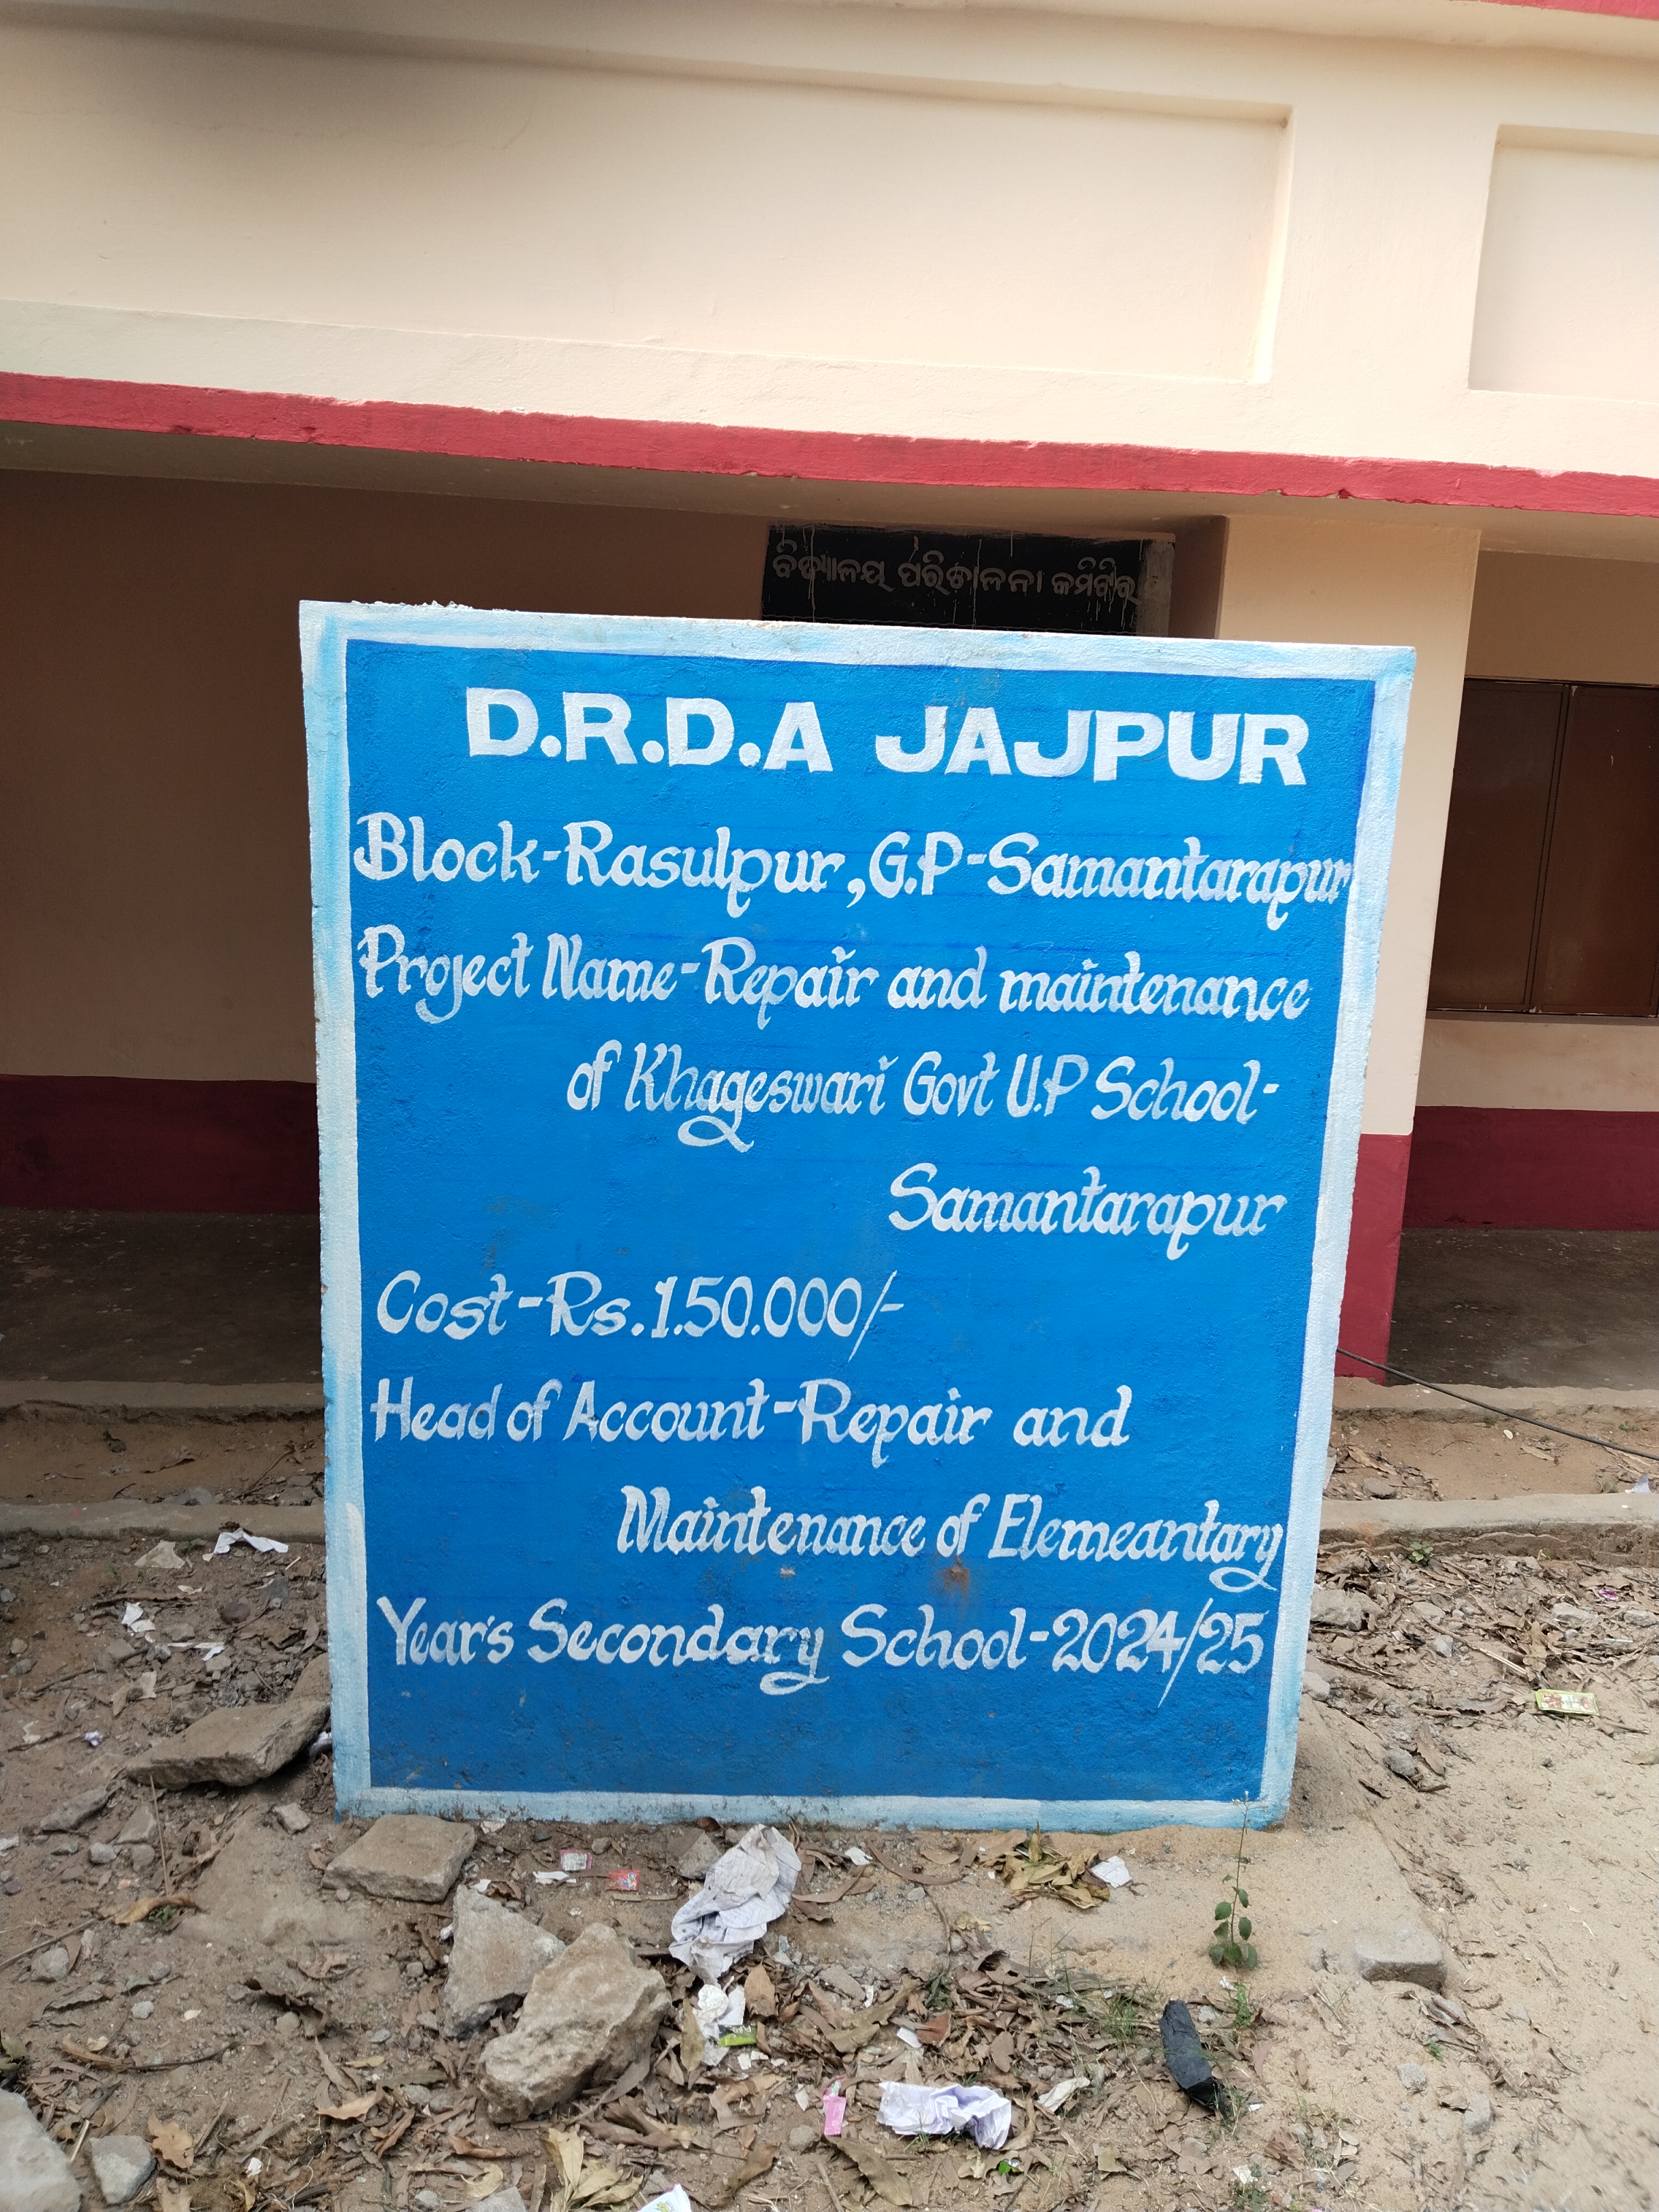 ବିଦ୍ୟାଳୟ ପରିଚାଳନା କମିଟିର
D.R.D.A JAJPUR
Block-Rasulpur, G.P-Samantarapur
Project Name-Repair and maintenance
of Khageswari Govt U.P School-
Samantarapur
Cost-Rs.1.50.000/-
Head of Account-Repair and
Maintenance of Elemeantary
Year's Secondary School-2024/25